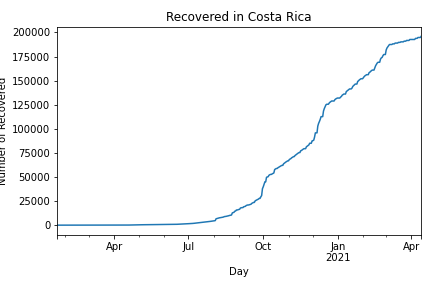 Recovered in Costa Rica
Number of Recovered
200000
175000
150000
125000
100000
75000
50000
25000
0
Apr Jul Oct Jan Apr
2021
Day